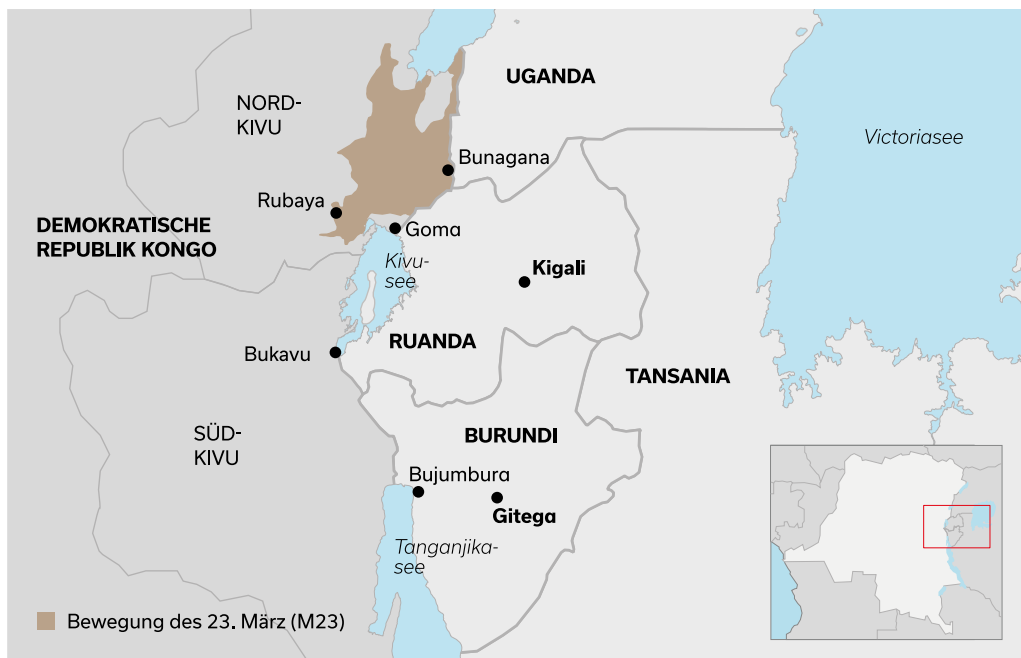 UGANDA
NORD-
KIVU
Victoriasee
Bunagana
Rubaya
DEMOKRATISCHE
REPUBLIK KONGO
Goma
Kivu-
see
Kigali
Bukavu
RUANDA
TANSANIA
SÜD-
KIVU
BURUNDI
Bujumbura
Gitega
Tanganjika-
see
Bewegung des 23. März (M23)